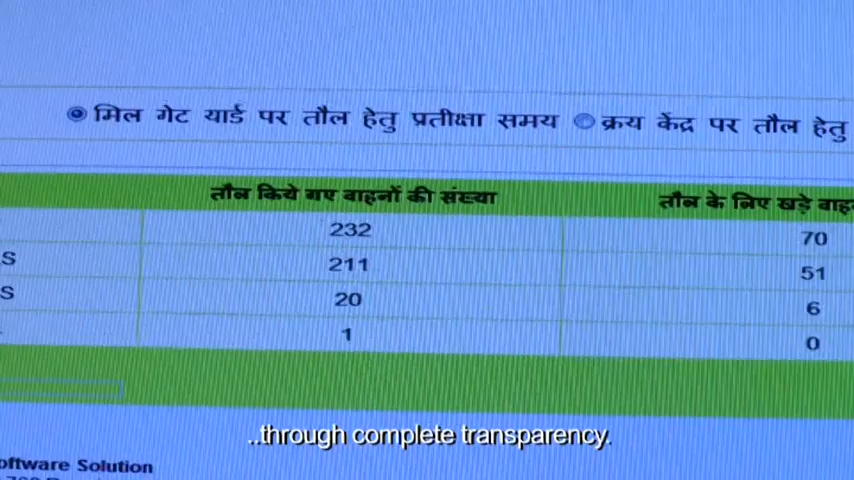 मिल गेट यार्ड पर तौल हेतु प्रतीक्षा समय क्रय केंद्र पर तौल हेतु
तौल किये गए वाहनों की संख्या तौल के लिए खड़े
232 70
S 211 51
S 20 6
1 0
..through complete transparency.
oftware Solution